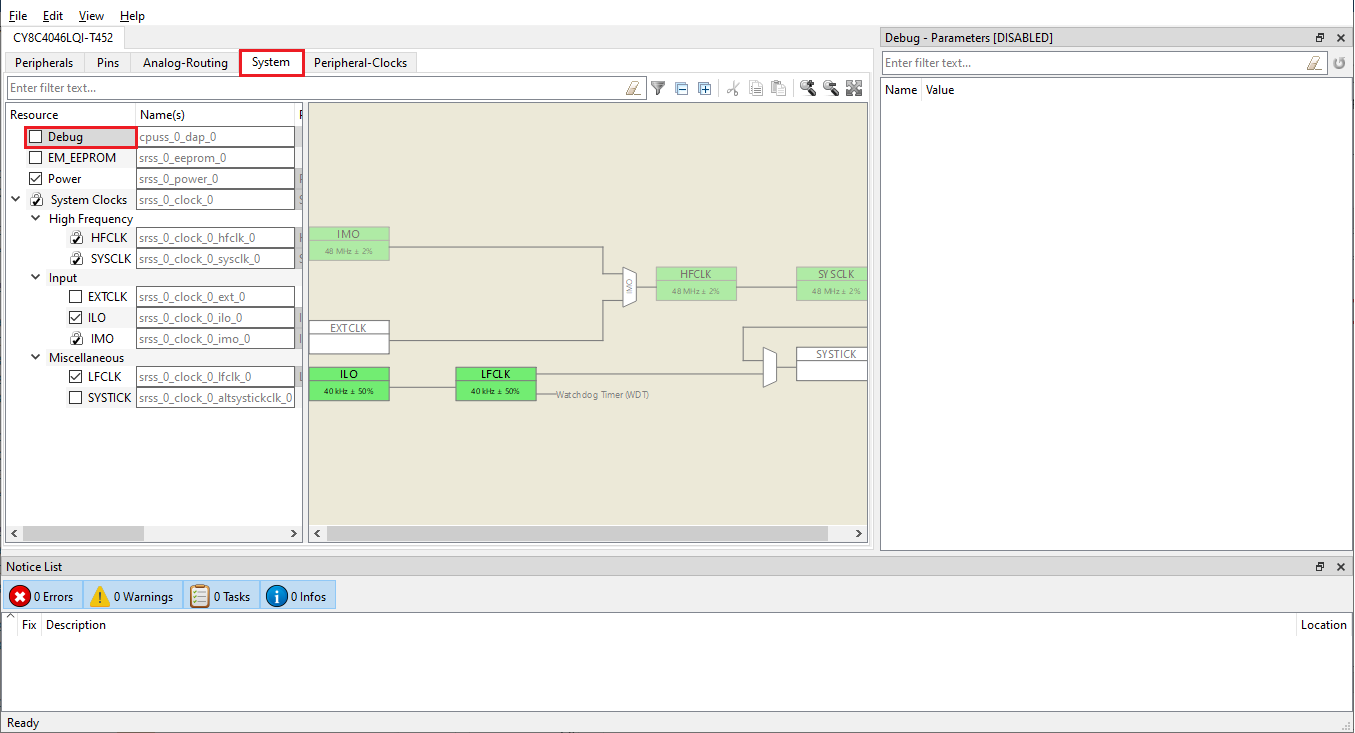 File Edit View Help
CY8C4046LQI-T452
Debug - Parameters [DISABLED]
Peripherals Pins Analog-Routing System Peripheral-Clocks
Enter filter text...
Enter filter text...
Resource Name(s)
Name Value
Debug cpuss_0_dap_0
EM_EEPROM srss_0_eeprom_0
Power srss_0_power_0
System Clocks srss_0_clock_0
High Frequency
HFCLK srss_0_clock_0_hfclk_0
SYSCLK srss_0_clock_0_sysclk_0
Input
EXTCLK srss_0_clock_0_ext_0
ILO srss_0_clock_0_ilo_0
IMO srss_0_clock_0_imo_0
Miscellaneous
LFCLK srss_0_clock_0_lfclk_0
SYSTICK srss_0_clock_0_altsystickclk_0
IMO
48 MHz ± 2%
IMO
HFCLK
48 MHz ± 2%
SYSCLK
48 MHz ± 2%
EXTCLK
SYSTICK
ILO
40 kHz ± 50%
LFCLK
40 kHz ± 50%
Watchdog Timer (WDT)
Notice List
0 Errors 0 Warnings 0 Tasks 0 Infos
Fix Description Location
Ready